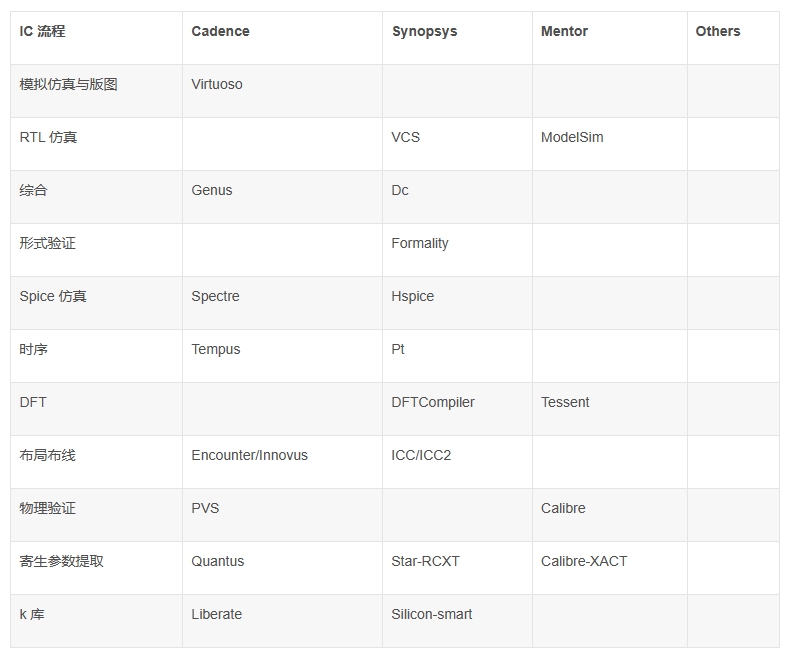 IC 流程 Cadence Synopsys Mentor Others
模拟仿真与版图 Virtuoso
RTL 仿真 VCS ModelSim
综合 Genus Dc
形式验证 Formality
Spice 仿真 Spectre Hspice
时序 Tempus Pt
DFT DFTCompiler Tessent
布局布线 Encounter/Innovus ICC/ICC2
物理验证 PVS Calibre
寄生参数提取 Quantus Star-RCXT Calibre-XACT
k 库 Liberate Silicon-smart